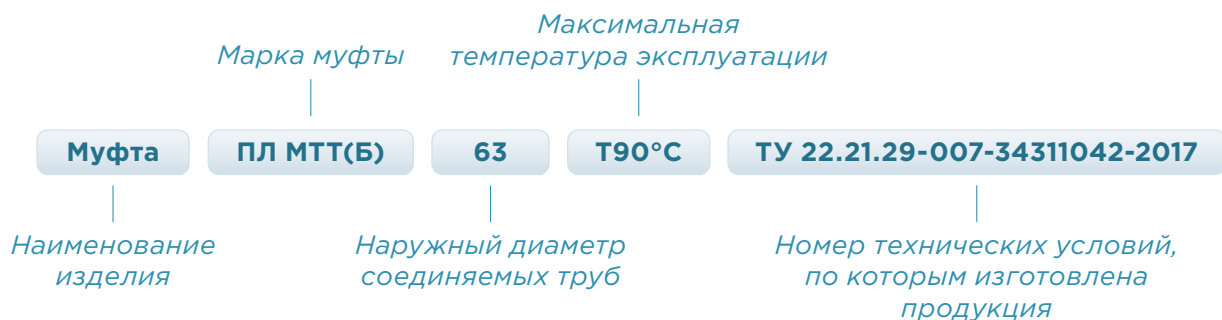 Максимальная
Марка муфты температура эксплуатации
Муфта ПЛ МТТ(Б) 63 Т90°С ТУ 22.21.29-007-34311042-2017
Наименование Наружный диаметр Номер технических условий,
изделия соединяемых труб по которым изготовлена
продукция